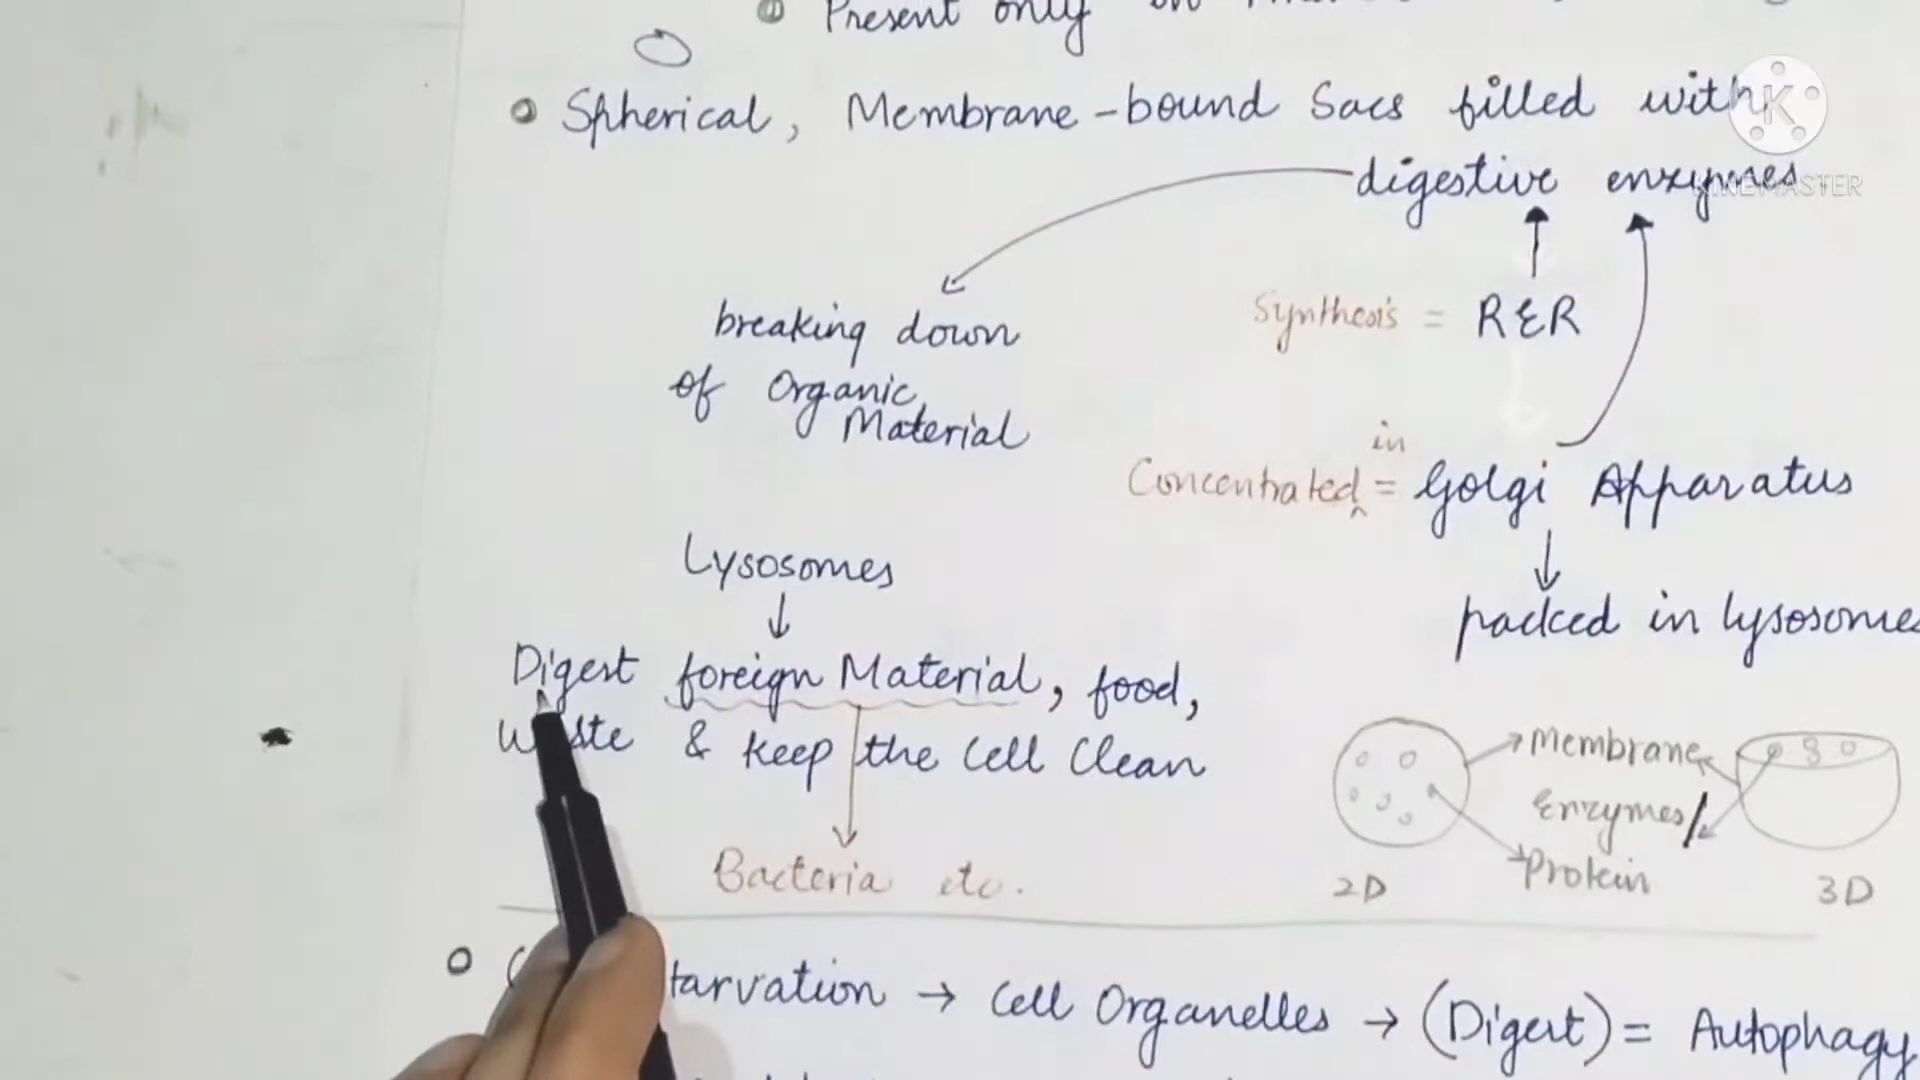 Present only
Spherical, Membrane-bound Sacs filled with
digestive enzymes
KINEMASTER
breaking down
of Organic
Material
Synthesis = RER
in
Concentrated = Golgi Apparatus
packed in lysosomes
Lysosomes
Digest foreign Material, food,
Waste & keep the Cell Clean
Bacteria etc.
Membrane
Enzymes/
Protein
2D
3D
tarvation → Cell Organelles → (Digest) = Autophagy